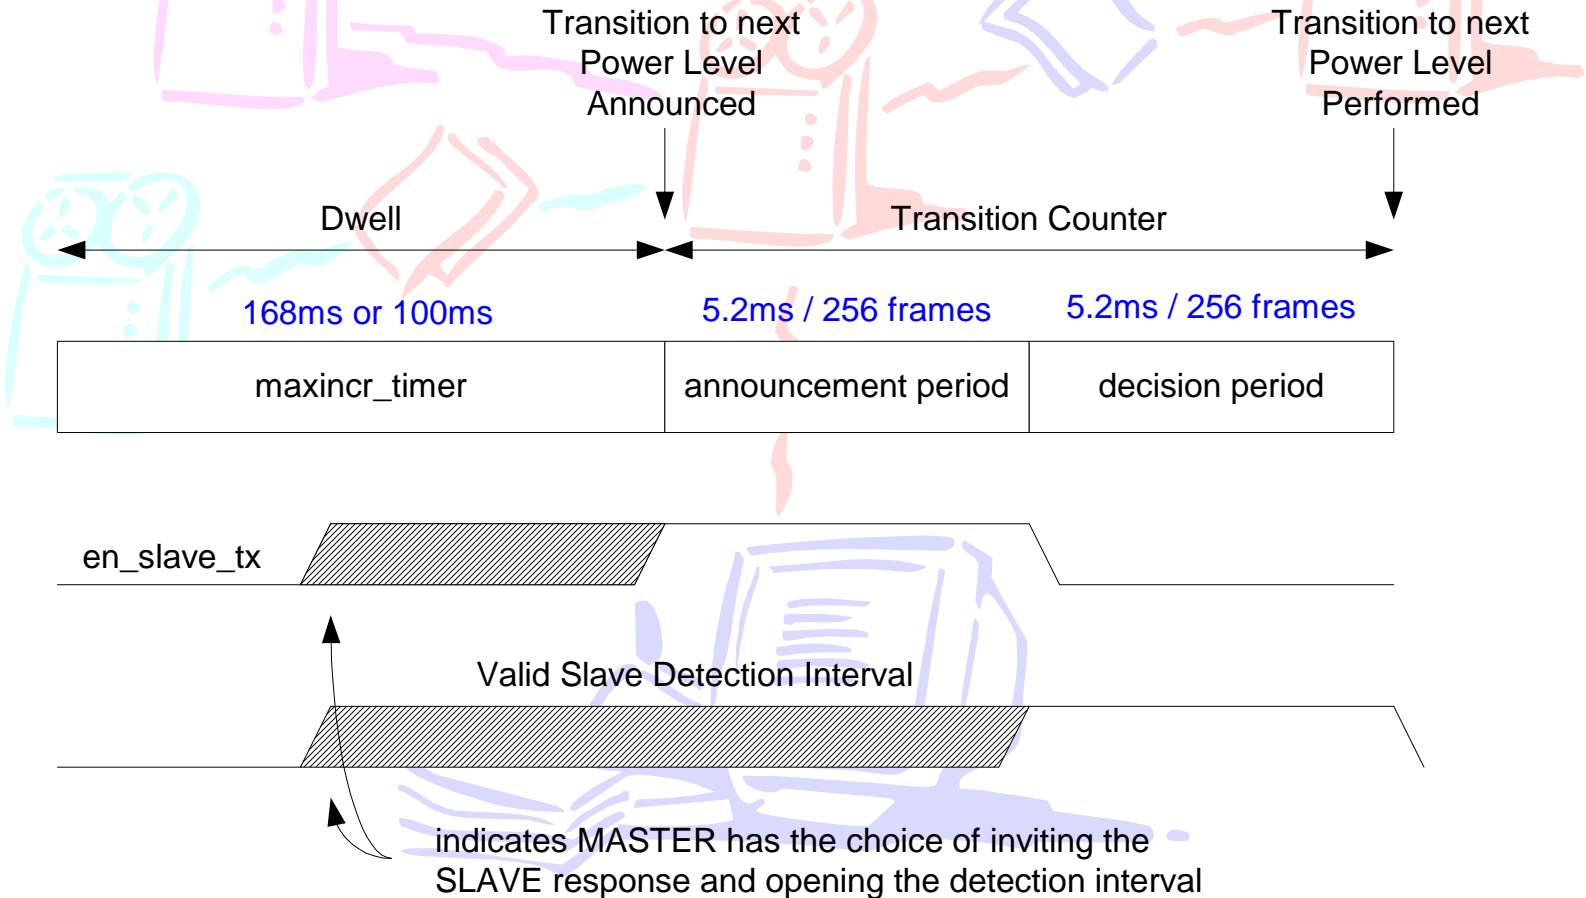 Transition to next
Power Level
Announced
Transition to next
Power Level
Performed
Dwell
Transition Counter
168ms or 100ms
5.2ms / 256 frames
5.2ms / 256 frames
maxincr_timer
announcement period
decision period
en_slave_tx
Valid Slave Detection Interval
indicates MASTER has the choice of inviting the
SLAVE response and opening the detection interval